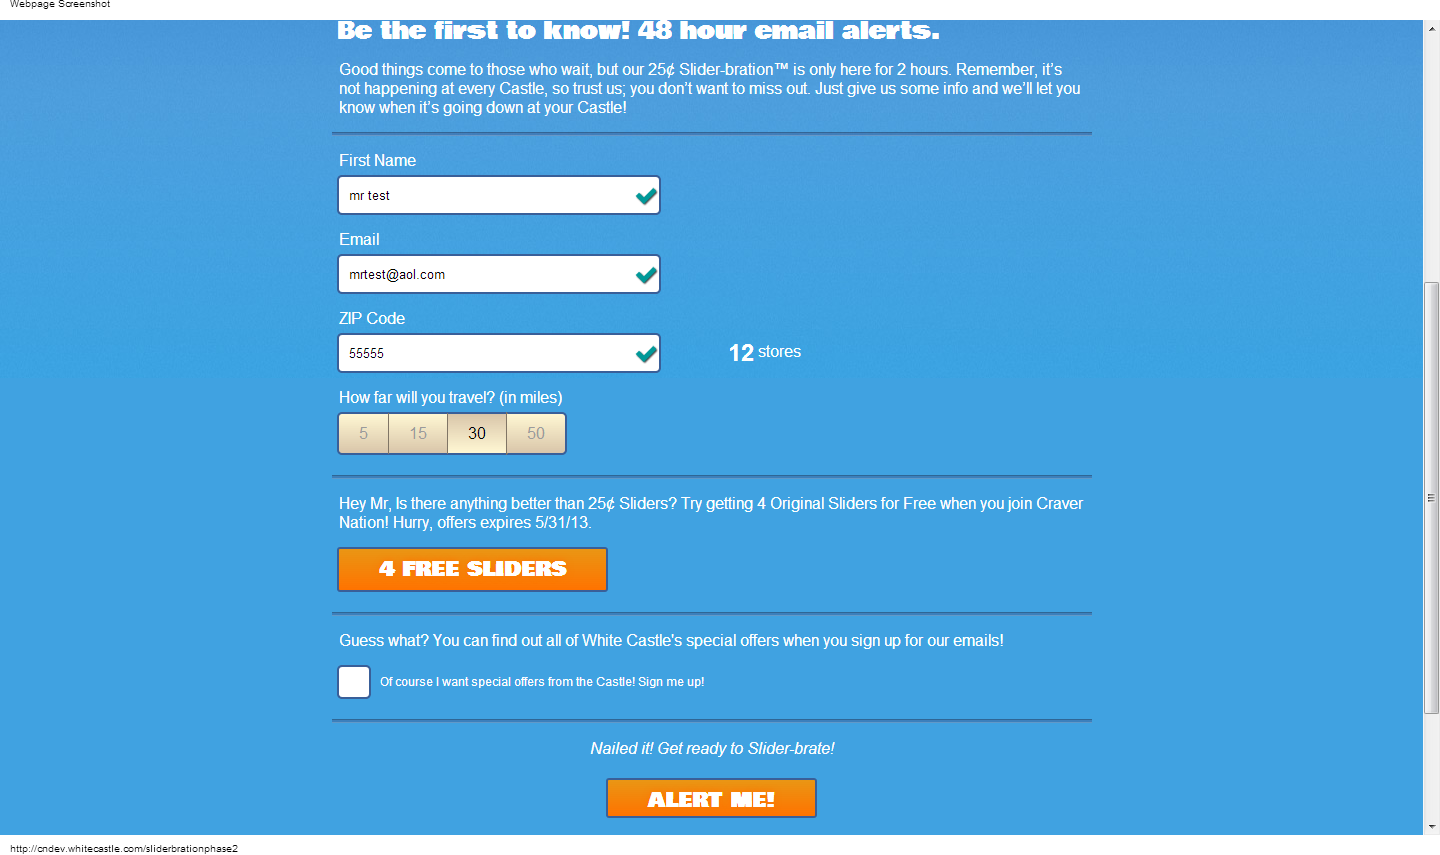 Webpage Screenshot
Be the first to know! 48 hour email alerts.
Good things come to those who wait, but our 25¢ Slider-bration™ is only here for 2 hours. Remember, it’s
not happening at every Castle, so trust us; you don’t want to miss out. Just give us some info and we’ll let you
know when it’s going down at your Castle!
First Name
mr test
Email
mrtest@aol.com
ZIP Code
55555
12 stores
How far will you travel? (in miles)
5 15 30 50
Hey Mr, Is there anything better than 25¢ Sliders? Try getting 4 Original Sliders for Free when you join Craver
Nation! Hurry, offers expires 5/31/13.
4 FREE SLIDERS
Guess what? You can find out all of White Castle's special offers when you sign up for our emails!
Of course I want special offers from the Castle! Sign me up!
Nailed it! Get ready to Slider-brate!
ALERT ME!
http://cndev.whitecastle.com/sliderbrationphase2